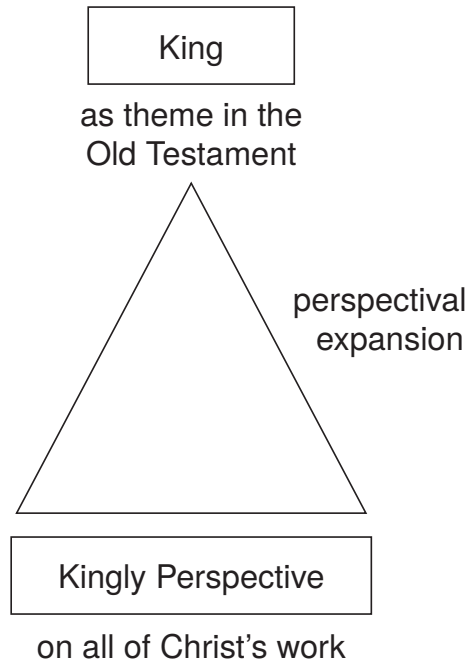 King
as theme in the
Old Testament
perspectival
expansion
Kingly Perspective
on all of Christ's work